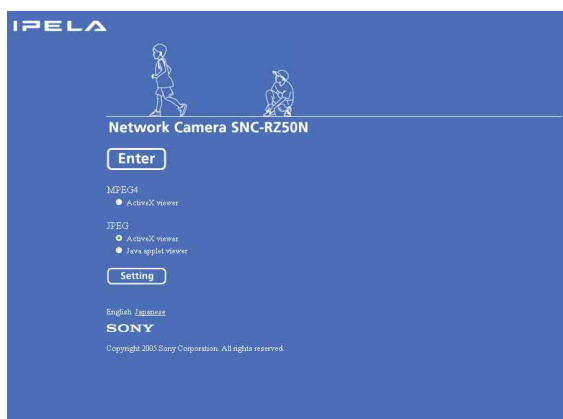 IPELA
Network Camera SNC-RZ50N
Enter
MPEG4
ActiveX viewer
JPEG
ActiveX viewer
Java applet viewer
Setting
English Japanese
SONY
Copyright 2005 Sony Corporation. All rights reserved.